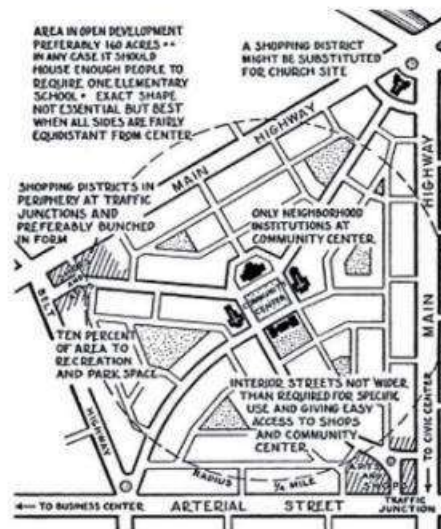 AREA IN OPEN DEVELOPMENT
PREFERABLY 160 ACRES ••
IN ANY CASE IT SHOULD
HOUSE ENOUGH PEOPLE TO
REQUIRE ONE ELEMENTARY
SCHOOL • EXACT SHAPE
NOT ESSENTIAL BUT BEST
WHEN ALL SIDES ARE FAIRLY
EQUIDISTANT FROM CENTER
A SHOPPING DISTRICT
MIGHT BE SUBSTITUTED
FOR CHURCH SITE
MAIN HIGHWAY
HIGHWAY
MAIN
SHOPPING DISTRICTS IN
PERIPHERY AT TRAFFIC
JUNCTIONS AND
PREFERABLY BUNCHED
IN FORM
ONLY NEIGHBORHOOD
INSTITUTIONS AT
COMMUNITY CENTER
COMMUNITY
CENTER
BELT
HIGHWAY
TEN PERCENT
OF AREA TO
RECREATION
AND PARK SPACE
INTERIOR STREETS NOT WIDER
THAN REQUIRED FOR SPECIFIC
USE AND GIVING EASY
ACCESS TO SHOPS
AND COMMUNITY
CENTER
TO CIVIC CENTER
RADIUS
¼ MILE
APTS
AND
SHOPS
TO BUSINESS CENTER
ARTERIAL STREET
TRAFFIC
JUNCTION